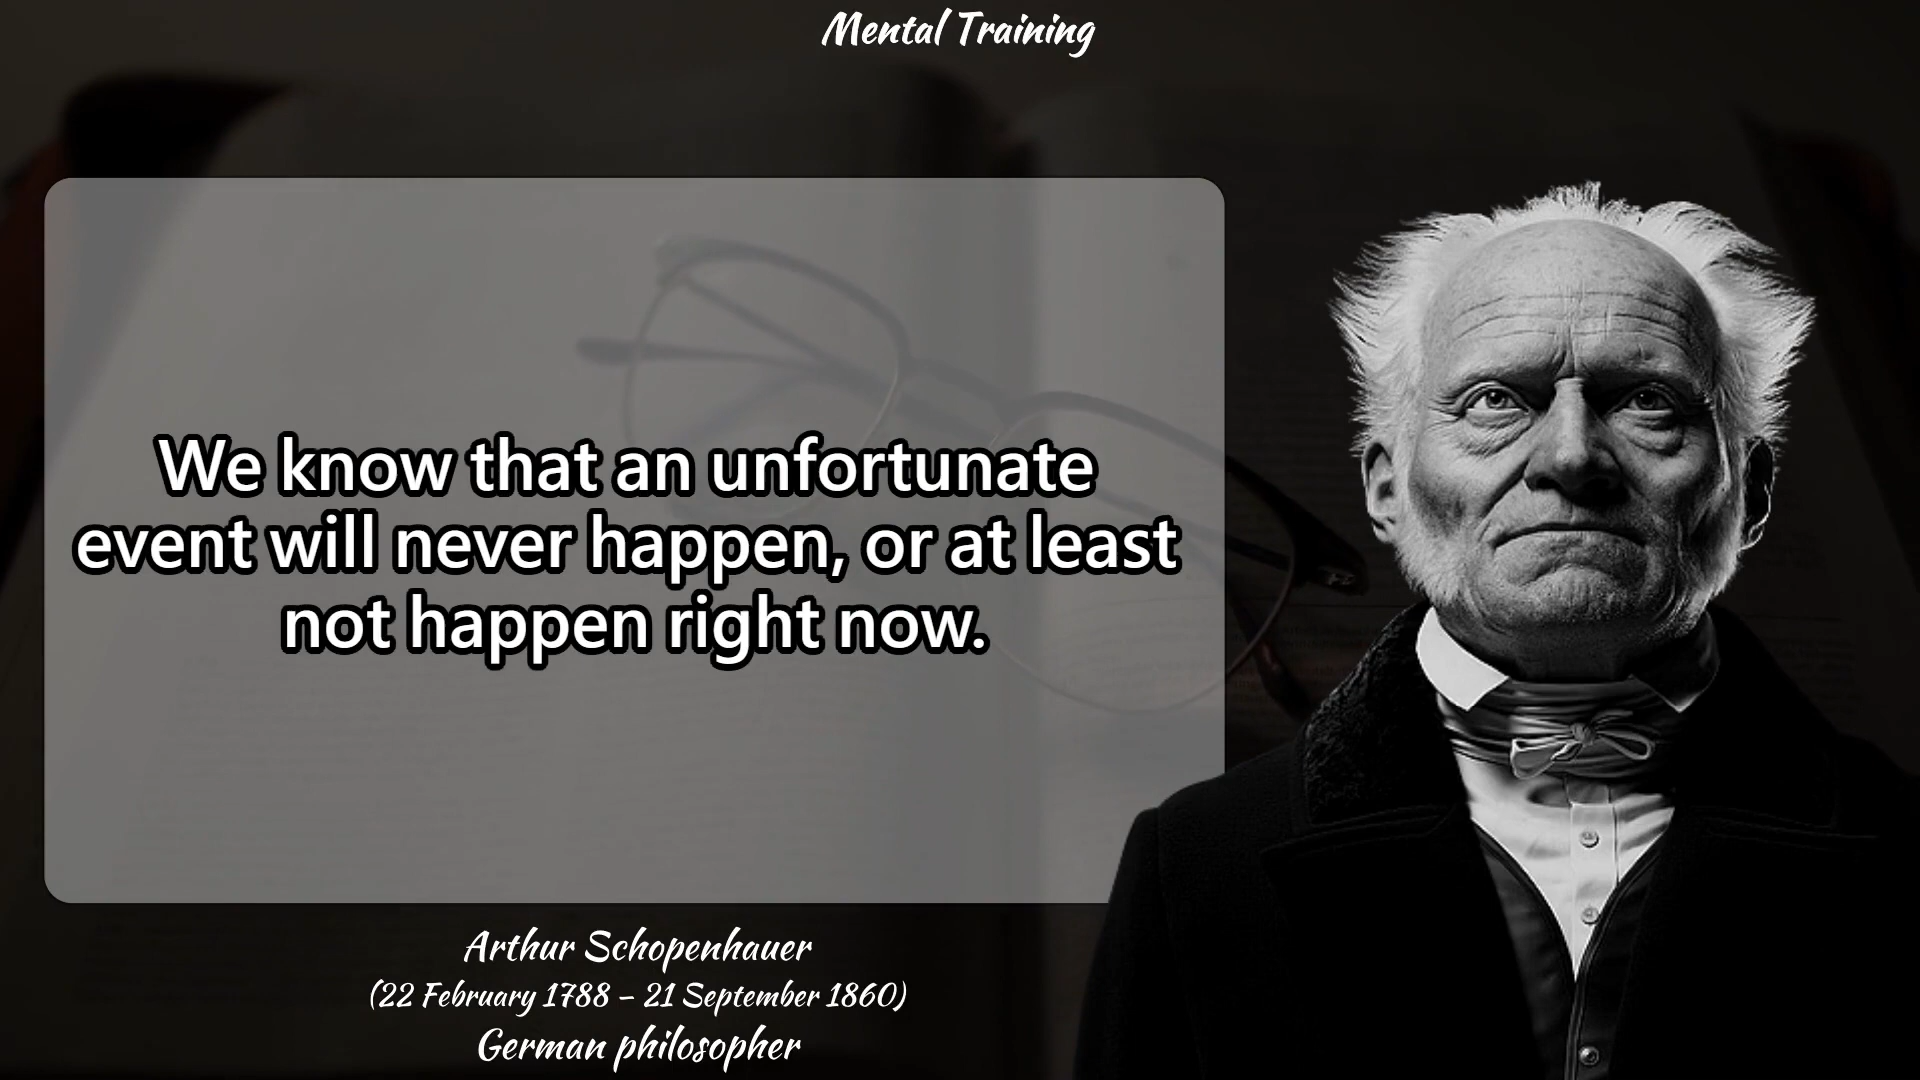 Mental Training
We know that an unfortunate
event will never happen, or at least
not happen right now.
Arthur Schopenhauer
(22 February 1788 – 21 September 1860)
German philosopher